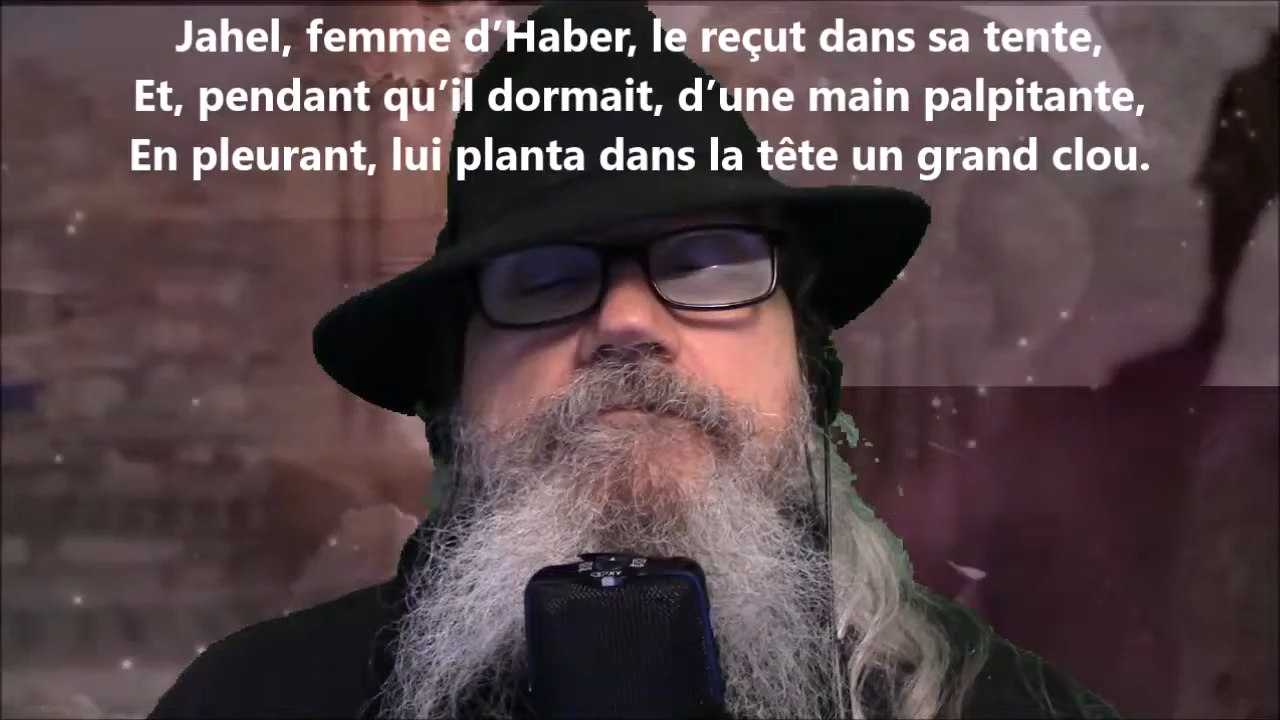 Jahel, femme d’Haber, le reçut dans sa tente,
Et, pendant qu’il dormait, d’une main palpitante,
En pleurant, lui planta dans la tête un grand clou.